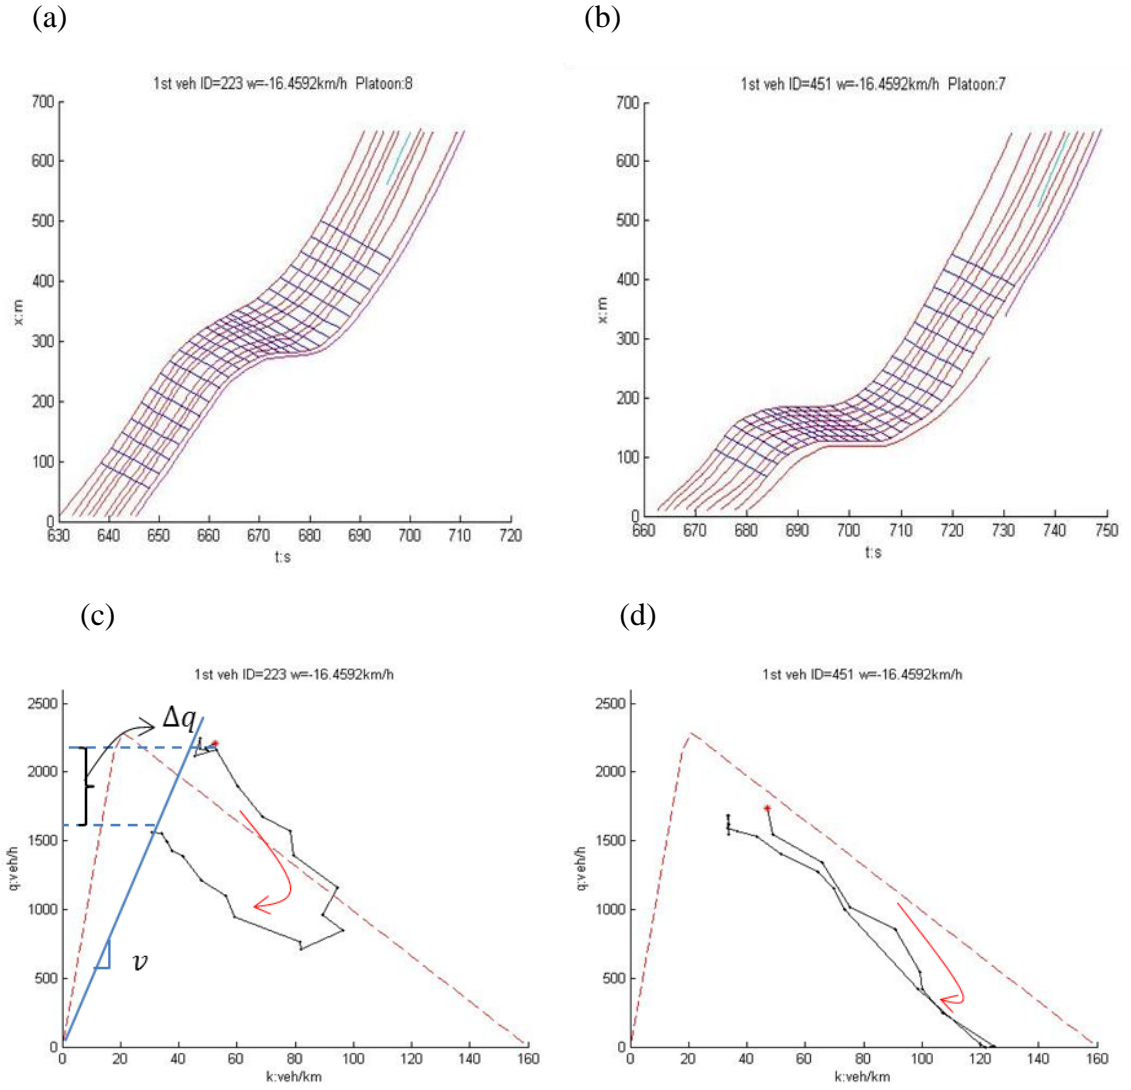 (a)
(b)
1st veh ID=223 w=-16.4592km/h Platoon:8
1st veh ID=451 w=-16.4592km/h Platoon:7
700
600
500
400
300
200
100
0
x:m
630 640 650 660 670 680 690 700 710 720
t:s
700
600
500
400
300
200
100
0
x:m
660 670 680 690 700 710 720 730 740 750
t:s
(c)
(d)
1st veh ID=223 w=-16.4592km/h
1st veh ID=451 w=-16.4592km/h
2500
2000
1500
1000
500
0
q:veh/h
Δq
v
0 20 40 60 80 100 120 140 160
k:veh/km
2500
2000
1500
1000
500
0
q:veh/h
0 20 40 60 80 100 120 140 160
k:veh/km